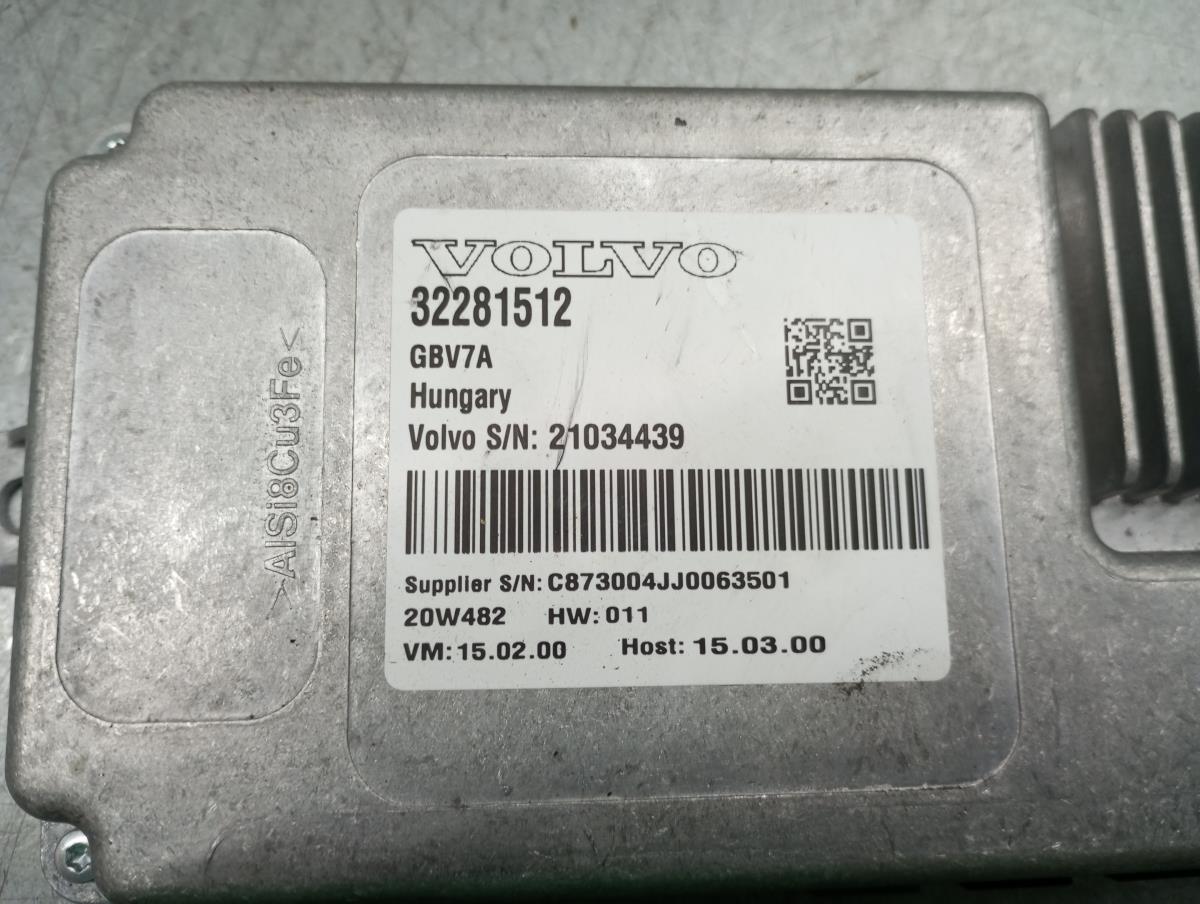 VOLVO
32281512
GBV7A
Hungary
Volvo S/N: 21034439
Supplier S/N: C873004JJ0063501
20W482 HW: 011
VM: 15.02.00 Host: 15.03.00
>AlSi8Cu3Fe<